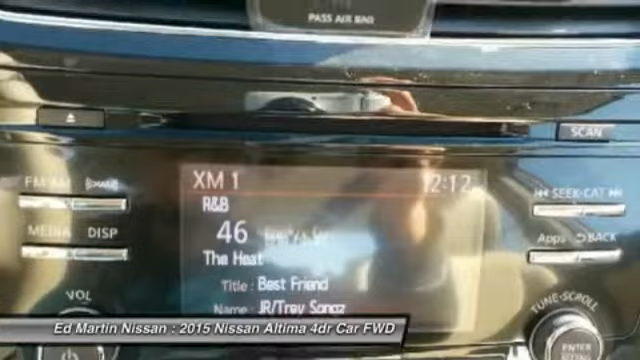 PASS AIR BAG
SCAN
FM·AM
XM 1 12:12
SEEK·CAT
R&B
46
Apps BACK
MEDIA DISP
The Heat
Title : Best Friend
VOL
TUNE·SCROLL
Name : JR/Trey Songz
Ed Martin Nissan : 2015 Nissan Altima 4dr Car FWD
ENTER